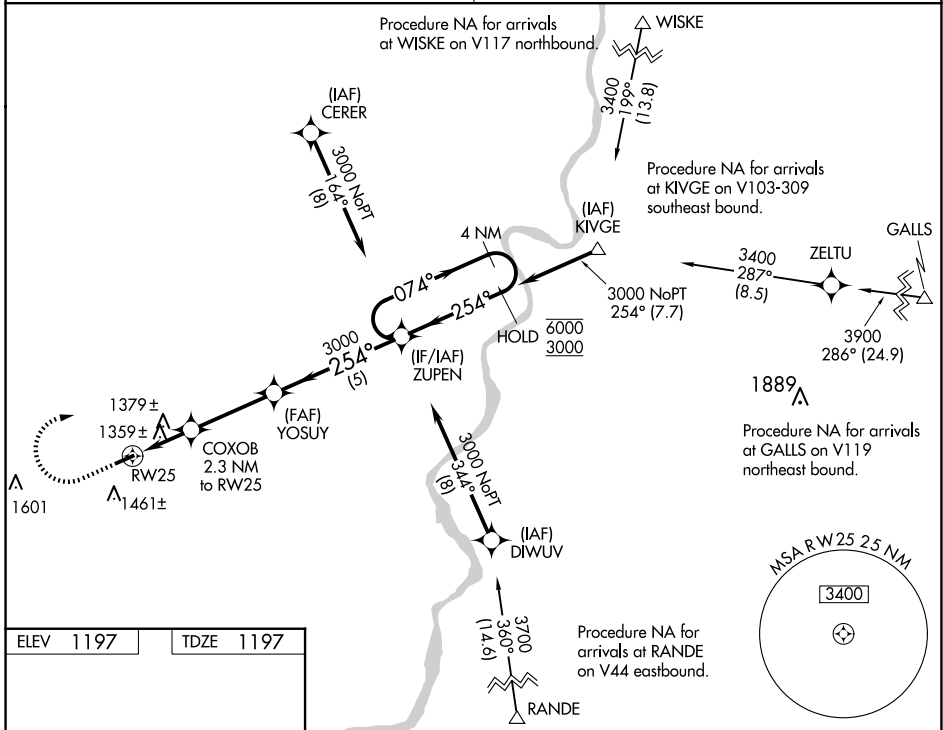 Procedure NA for arrivals
at WISKE on V117 northbound.
WISKE
3400
199°
(13.8)
(IAF)
CERER
3000 NoPT
164°
(8)
Procedure NA for arrivals
at KIVGE on V103-309
southeast bound.
(IAF)
KIVGE
4 NM
GALLS
ZELTU
3400
287°
(8.5)
3900
286° (24.9)
3000 NoPT
254° (7.7)
074°
254°
HOLD
6000
3000
(IF/IAF)
ZUPEN
3000
254°
(5)
(FAF)
YOSUY
1889
1379±
1359±
COXOB
2.3 NM
to RW25
RW25
1601
1461±
Procedure NA for arrivals
at GALLS on V119
northeast bound.
3000 NoPT
344°
(8)
(IAF)
DIWUV
MSA RW25 25 NM
3400
3700
360°
(14.6)
Procedure NA for
arrivals at RANDE
on V44 eastbound.
RANDE
ELEV 1197
TDZE 1197